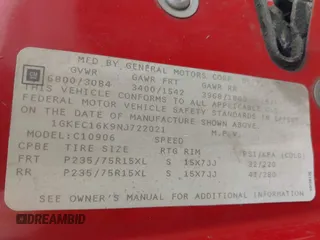 MFD BY GENERAL MOTORS CORP
GVWR GAWR FRT GAWR RR
6800/3084 3400/1542
THIS VEHICLE CONFORMS TO ALL APPLICABLE
FEDERAL MOTOR VEHICLE SAFETY STANDARDS IN EFFECT
ON THE DATE OF MANUFACTURE SHOWN ABOVE.
1GKEC16K9NJ722021 M.P.V.
MODEL: C10906 SPEED
CPBE TIRE SIZE RTG RIM PSI/KPA (COLD)
FRT P235/75R15XL S 15X7JJ
RR P235/75R15XL S 15X7JJ
SEE OWNER'S MANUAL FOR ADDITIONAL INFORMATION
DREAMBID